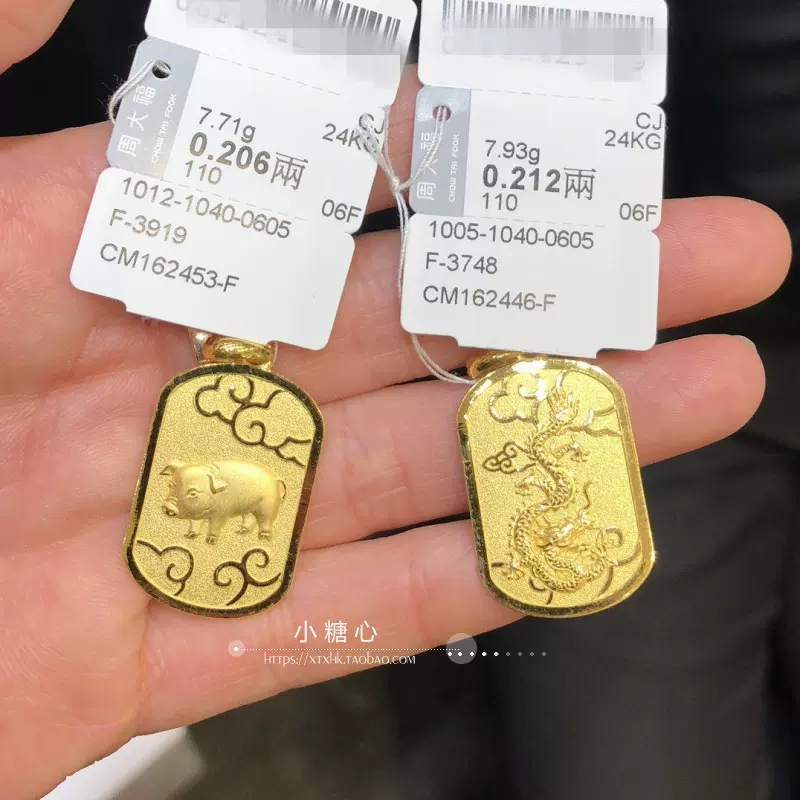 周大福
CHOW TAI FOOK
7.71g
0.206兩
110
CJ
24KG
06F
1012-1040-0605
F-3919
CM162453-F
周大福
CHOW TAI FOOK
7.93g
0.212兩
110
CJ
24KG
06F
1005-1040-0605
F-3748
CM162446-F
小糖心
HTTPS://XTXHK.TAOBAO.COM